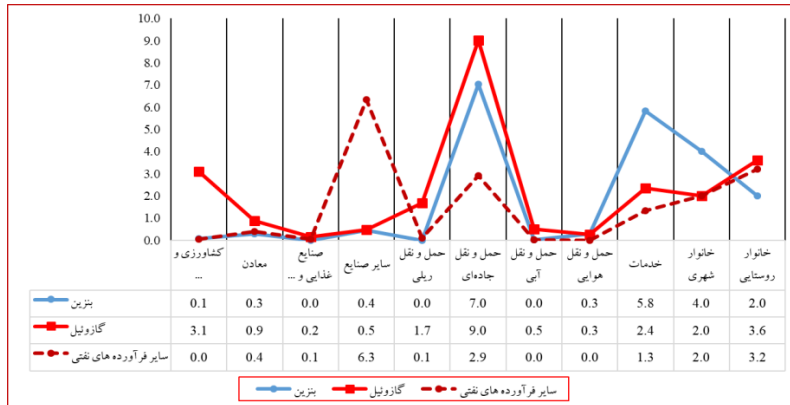 10.0
9.0
8.0
7.0
6.0
5.0
4.0
3.0
2.0
1.0
0.0
کشاورزی و ...
معادن
صنایع غذایی و ...
سایر صنایع
حمل و نقل ریلی
حمل و نقل جاده‌ای
حمل و نقل آبی
حمل و نقل هوایی
خدمات
خانوار شهری
خانوار روستایی
بنزین 0.1 0.3 0.0 0.4 0.0 7.0 0.0 0.3 5.8 4.0 2.0
گازوئیل 3.1 0.9 0.2 0.5 1.7 9.0 0.5 0.3 2.4 2.0 3.6
سایر فرآورده های نفتی 0.0 0.4 0.1 6.3 0.1 2.9 0.0 0.0 1.3 2.0 3.2
بنزین گازوئیل سایر فرآورده های نفتی